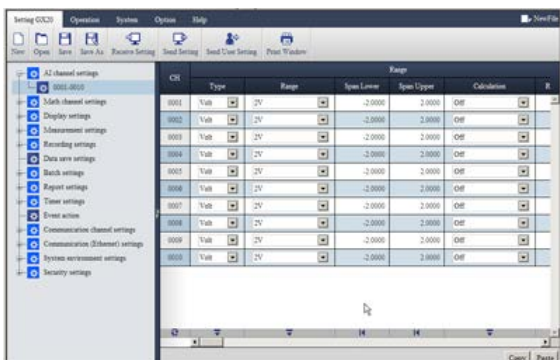 Setting GX20 Operation System Option Help NewFile
New Open Save Save As Receive Setting Send Setting Send User Setting Print Window
AI channel settings
0001-0010
Math channel settings
Display settings
Measurement settings
Recording settings
Data save settings
Batch settings
Report settings
Timer settings
Event action
Communication channel settings
Communication (Ethernet) settings
System environment settings
Security settings
CH Range
Type Range Span Lower Span Upper Calculation R
0001 Volt 2V -2.0000 2.0000 Off
0002 Volt 2V -2.0000 2.0000 Off
0003 Volt 2V -2.0000 2.0000 Off
0004 Volt 2V -2.0000 2.0000 Off
0005 Volt 2V -2.0000 2.0000 Off
0006 Volt 2V -2.0000 2.0000 Off
0007 Volt 2V -2.0000 2.0000 Off
0008 Volt 2V -2.0000 2.0000 Off
0009 Volt 2V -2.0000 2.0000 Off
0010 Volt 2V -2.0000 2.0000 Off
Copy Paste